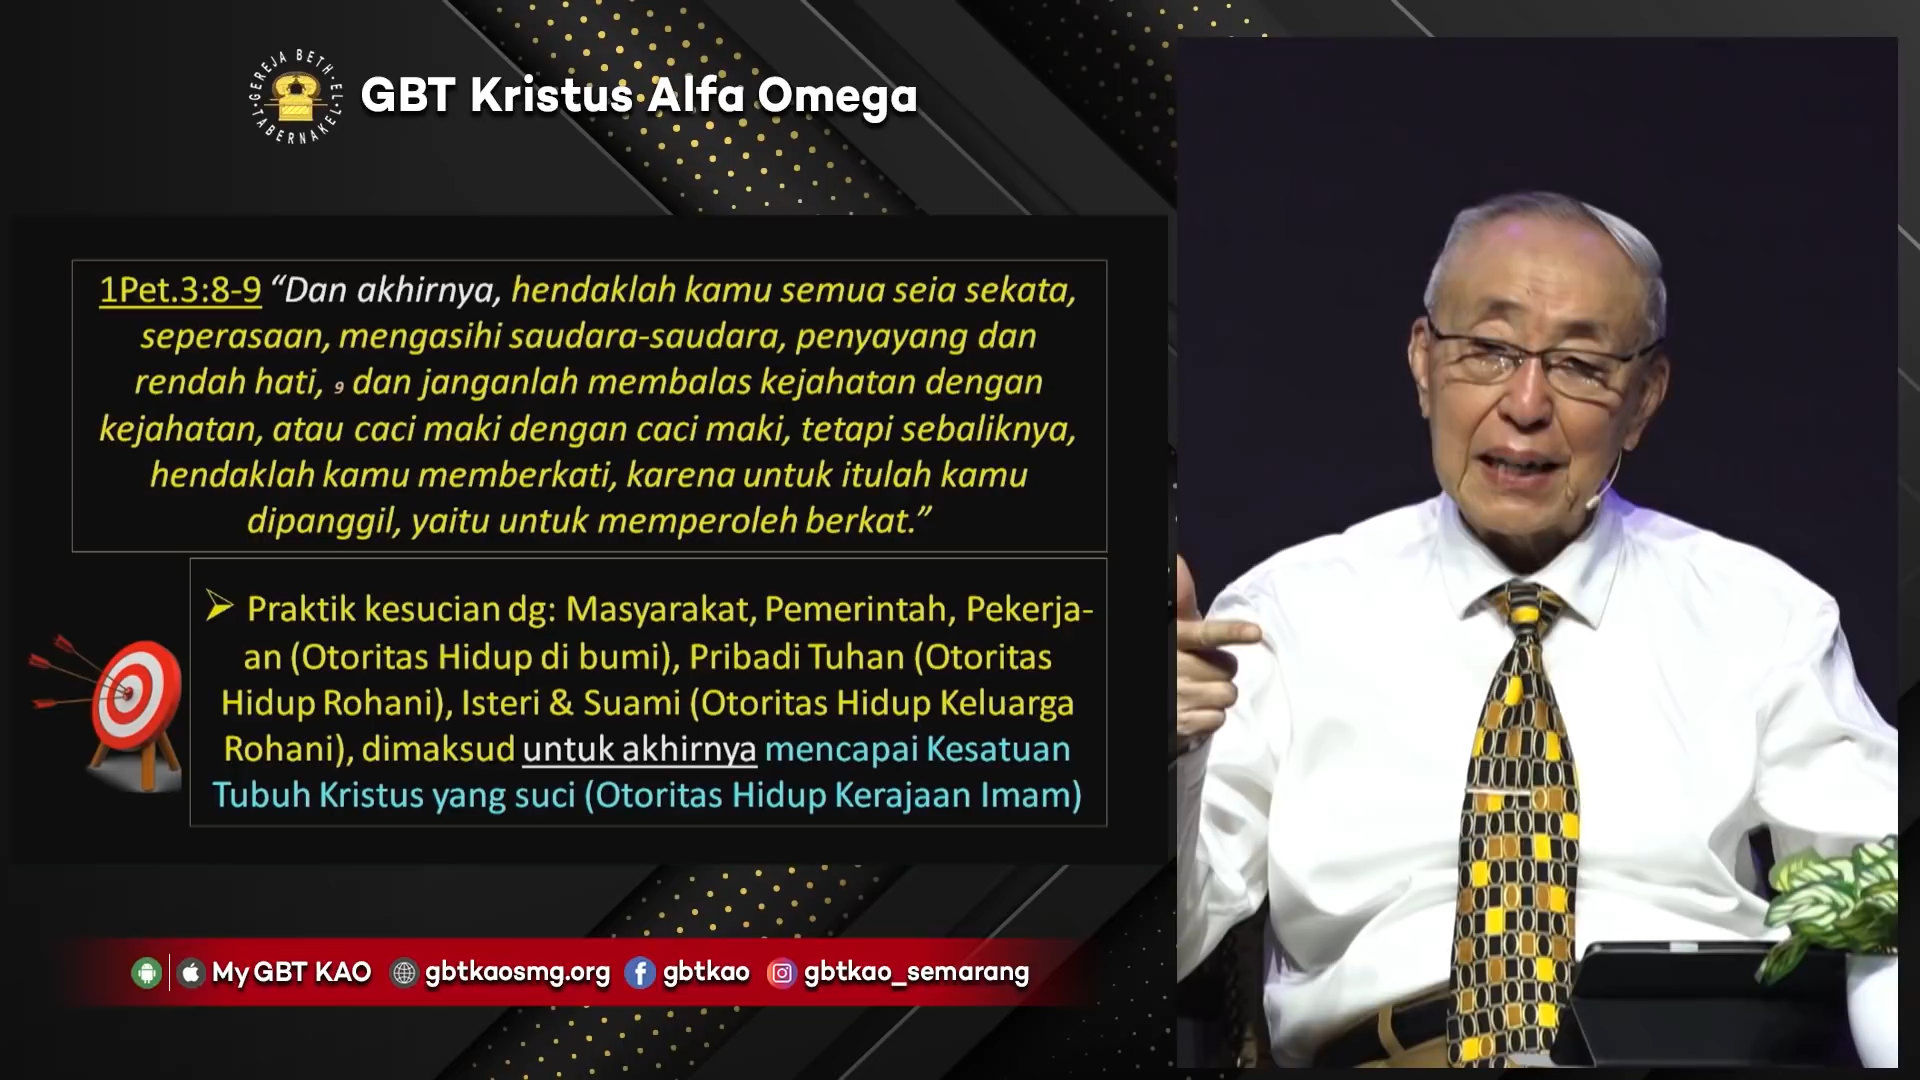 GEREJA BETH-EL TABERNAKEL
GBT Kristus Alfa Omega
1Pet.3:8-9 “Dan akhirnya, hendaklah kamu semua seia sekata,
seperasaan, mengasihi saudara-saudara, penyayang dan
rendah hati, 9 dan janganlah membalas kejahatan dengan
kejahatan, atau caci maki dengan caci maki, tetapi sebaliknya,
hendaklah kamu memberkati, karena untuk itulah kamu
dipanggil, yaitu untuk memperoleh berkat.”
➢ Praktik kesucian dg: Masyarakat, Pemerintah, Pekerja-
an (Otoritas Hidup di bumi), Pribadi Tuhan (Otoritas
Hidup Rohani), Isteri & Suami (Otoritas Hidup Keluarga
Rohani), dimaksud untuk akhirnya mencapai Kesatuan
Tubuh Kristus yang suci (Otoritas Hidup Kerajaan Imam)
My GBT KAO gbtkaosmg.org gbtkao gbtkao_semarang